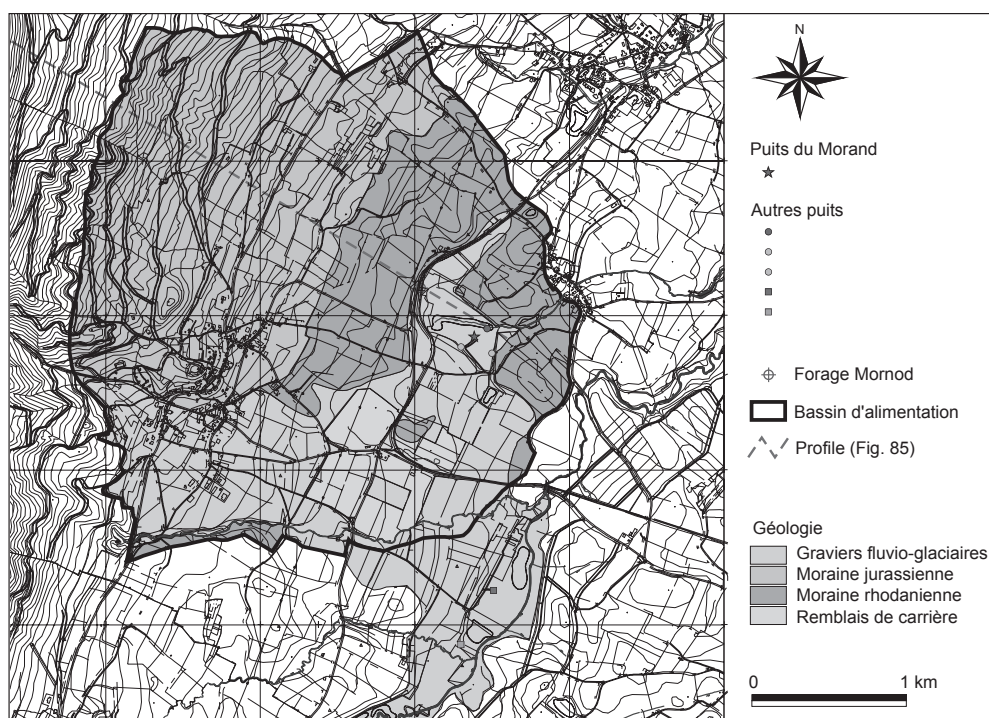 N
Puits du Morand
Autres puits
Forage Mornod
Bassin d'alimentation
Profile (Fig. 85)
Géologie
Graviers fluvio-glaciaires
Moraine jurassienne
Moraine rhodanienne
Remblais de carrière
0 1 km